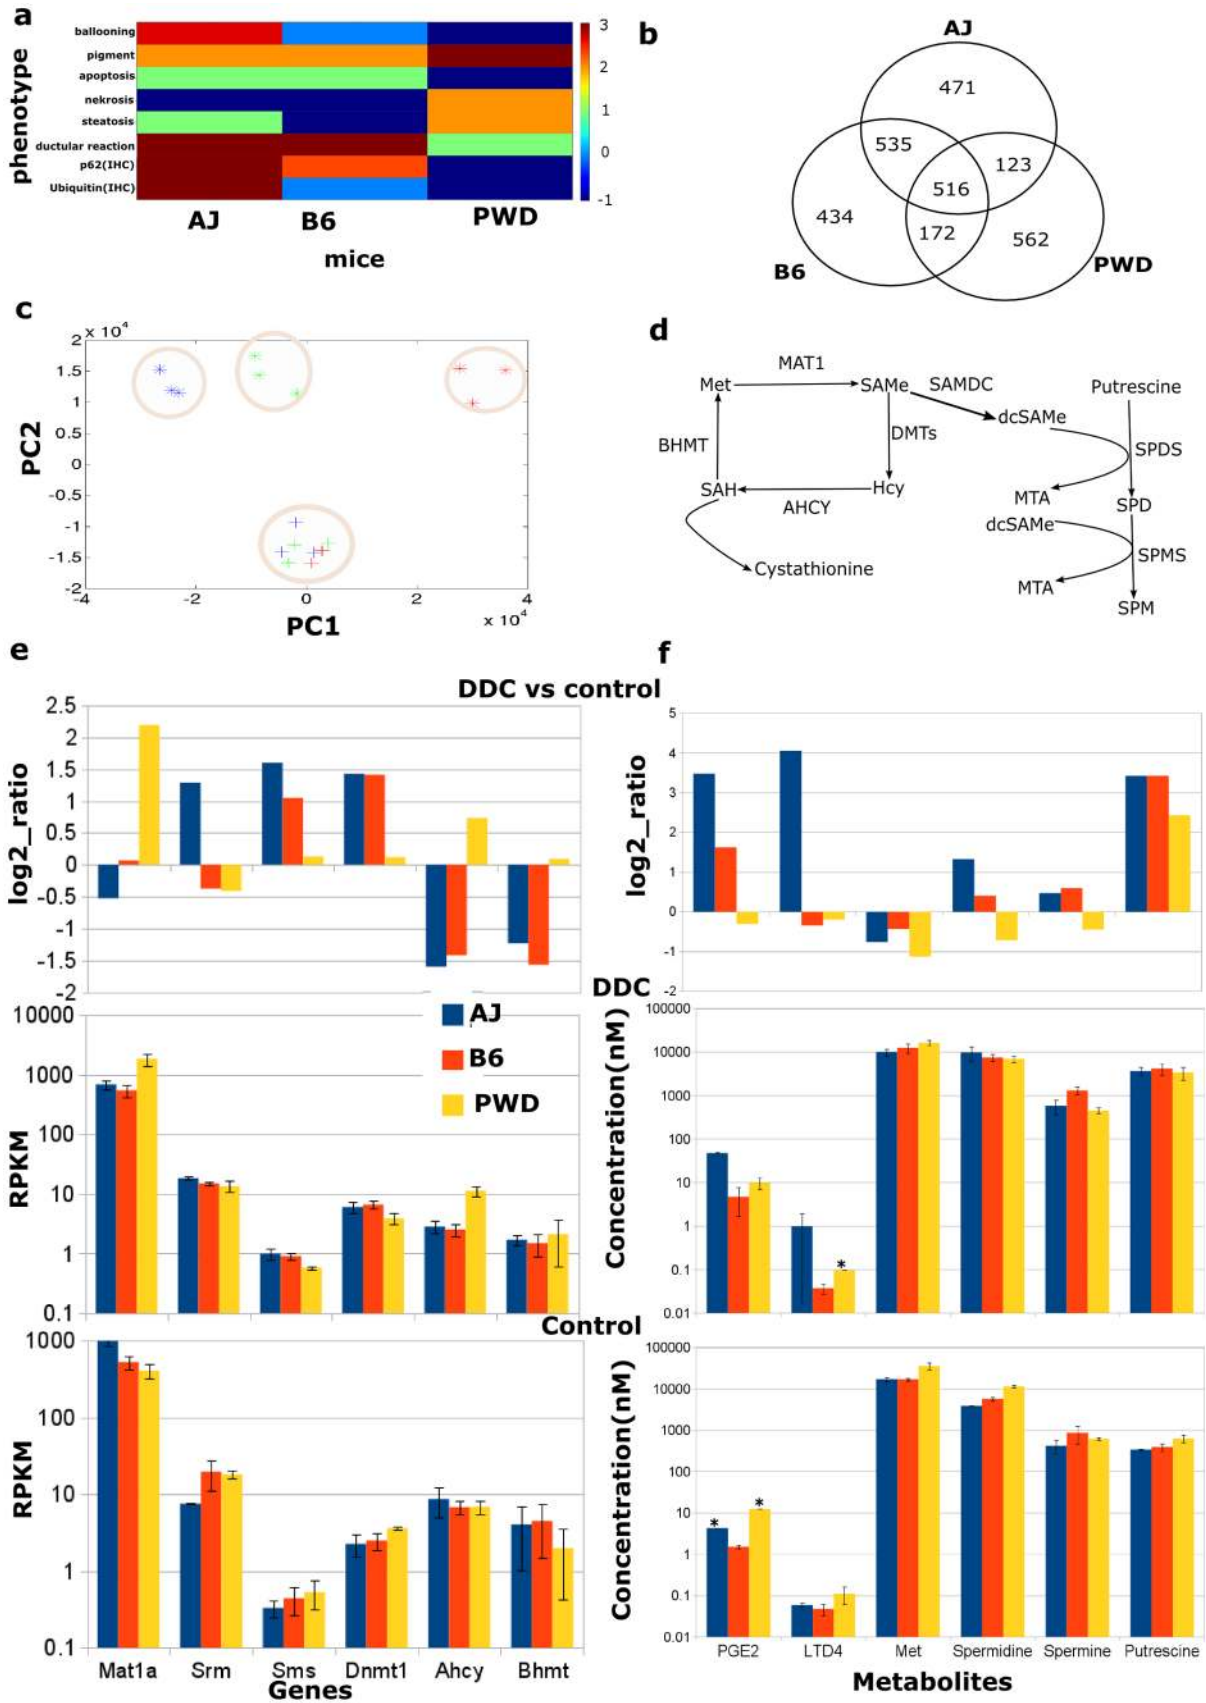 a
phenotype
ballooning
pigment
apoptosis
nekrosis
steatosis
ductular reaction
p62(IHC)
Ubiquitin(IHC)
3
2
1
0
-1
AJ B6 PWD
mice
b
AJ
471
535 123
516
434 172 562
B6 PWD
c
x 10⁴
2
1.5
1
0.5
0
-0.5
-1
-1.5
-2
PC2
-4 -2 0 2 4
x 10⁴
PC1
d
Met MAT1 SAMe SAMDC
dcSAMe
Putrescine
BHMT DMTs SPDS
SAH AHCY Hcy
MTA SPD
dcSAMe
Cystathionine
SPMS
MTA
SPM
e
f
DDC vs control
log2_ratio
2.5
2
1.5
1
0.5
0
-0.5
-1
-1.5
-2
log2_ratio
5
4
3
2
1
0
-1
-2
DDC
AJ
B6
PWD
RPKM
10000
1000
100
10
1
0.1
Concentration(nM)
100000
10000
1000
100
10
1
0.1
0.01
*
Control
RPKM
1000
100
10
1
0.1
Mat1a Srm Sms Dnmt1 Ahcy Bhmt
Genes
Concentration(nM)
100000
10000
1000
100
10
1
0.1
0.01
* *
PGE2 LTD4 Met Spermidine Spermine Putrescine
Metabolites